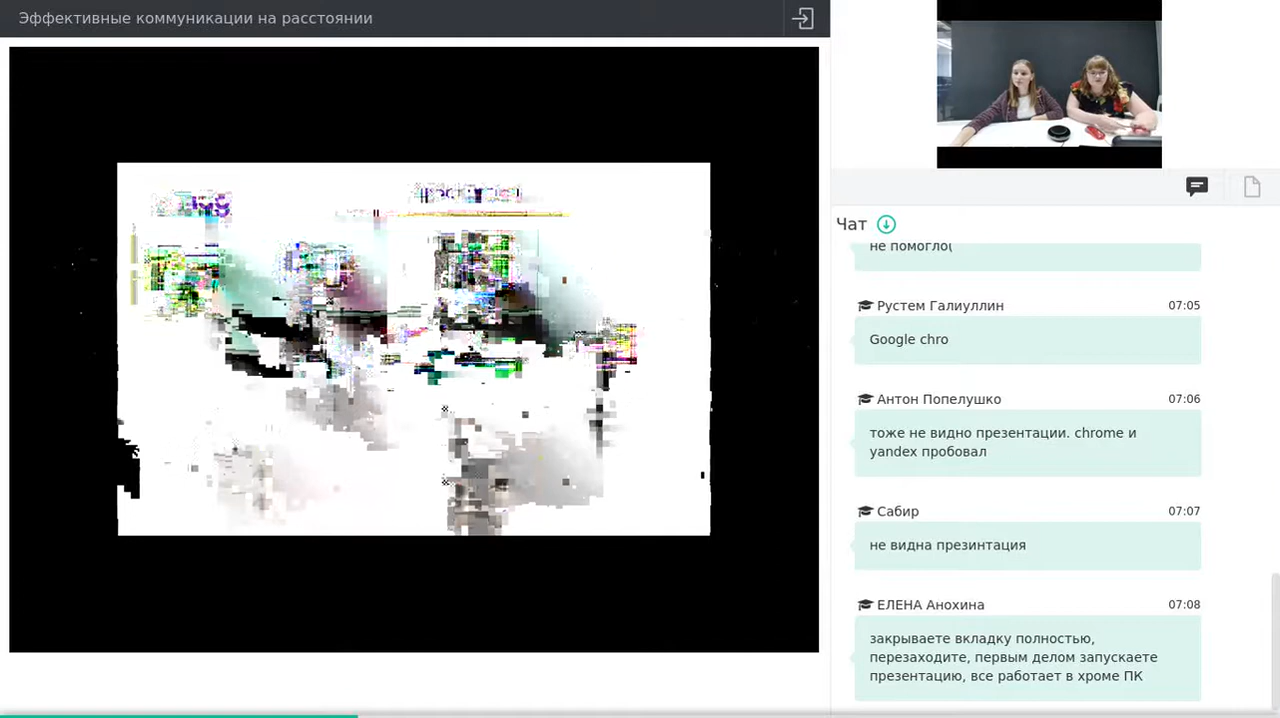 Эффективные коммуникации на расстоянии
Чат
не помогло(
Рустем Галиуллин 07:05
Google chro
Антон Попелушко 07:06
тоже не видно презентации. chrome и
yandex пробовал
Сабир 07:07
не видна презинтация
ЕЛЕНА Анохина 07:08
закрываете вкладку полностью,
перезаходите, первым делом запускаете
презентацию, все работает в хроме ПК